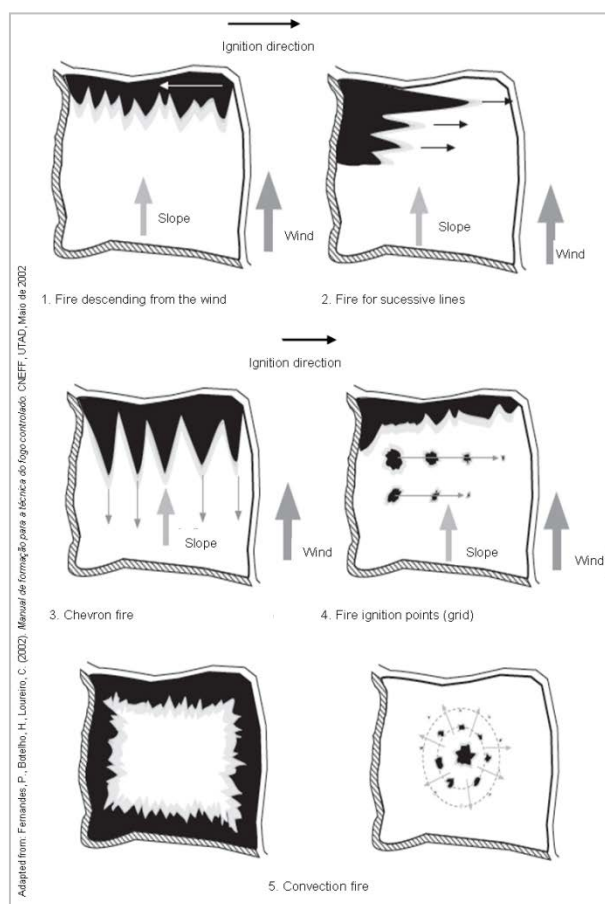 Ignition direction
Slope
Wind
1. Fire descending from the wind
Slope
Wind
2. Fire for sucessive lines
Ignition direction
Slope
Wind
3. Chevron fire
Slope
Wind
4. Fire ignition points (grid)
5. Convection fire
Adapted from: Fernandes, P., Botelho, H., Loureiro, C. (2002). Manual de formação para a técnica do fogo controlado. CNEFF, UTAD, Maio de 2002